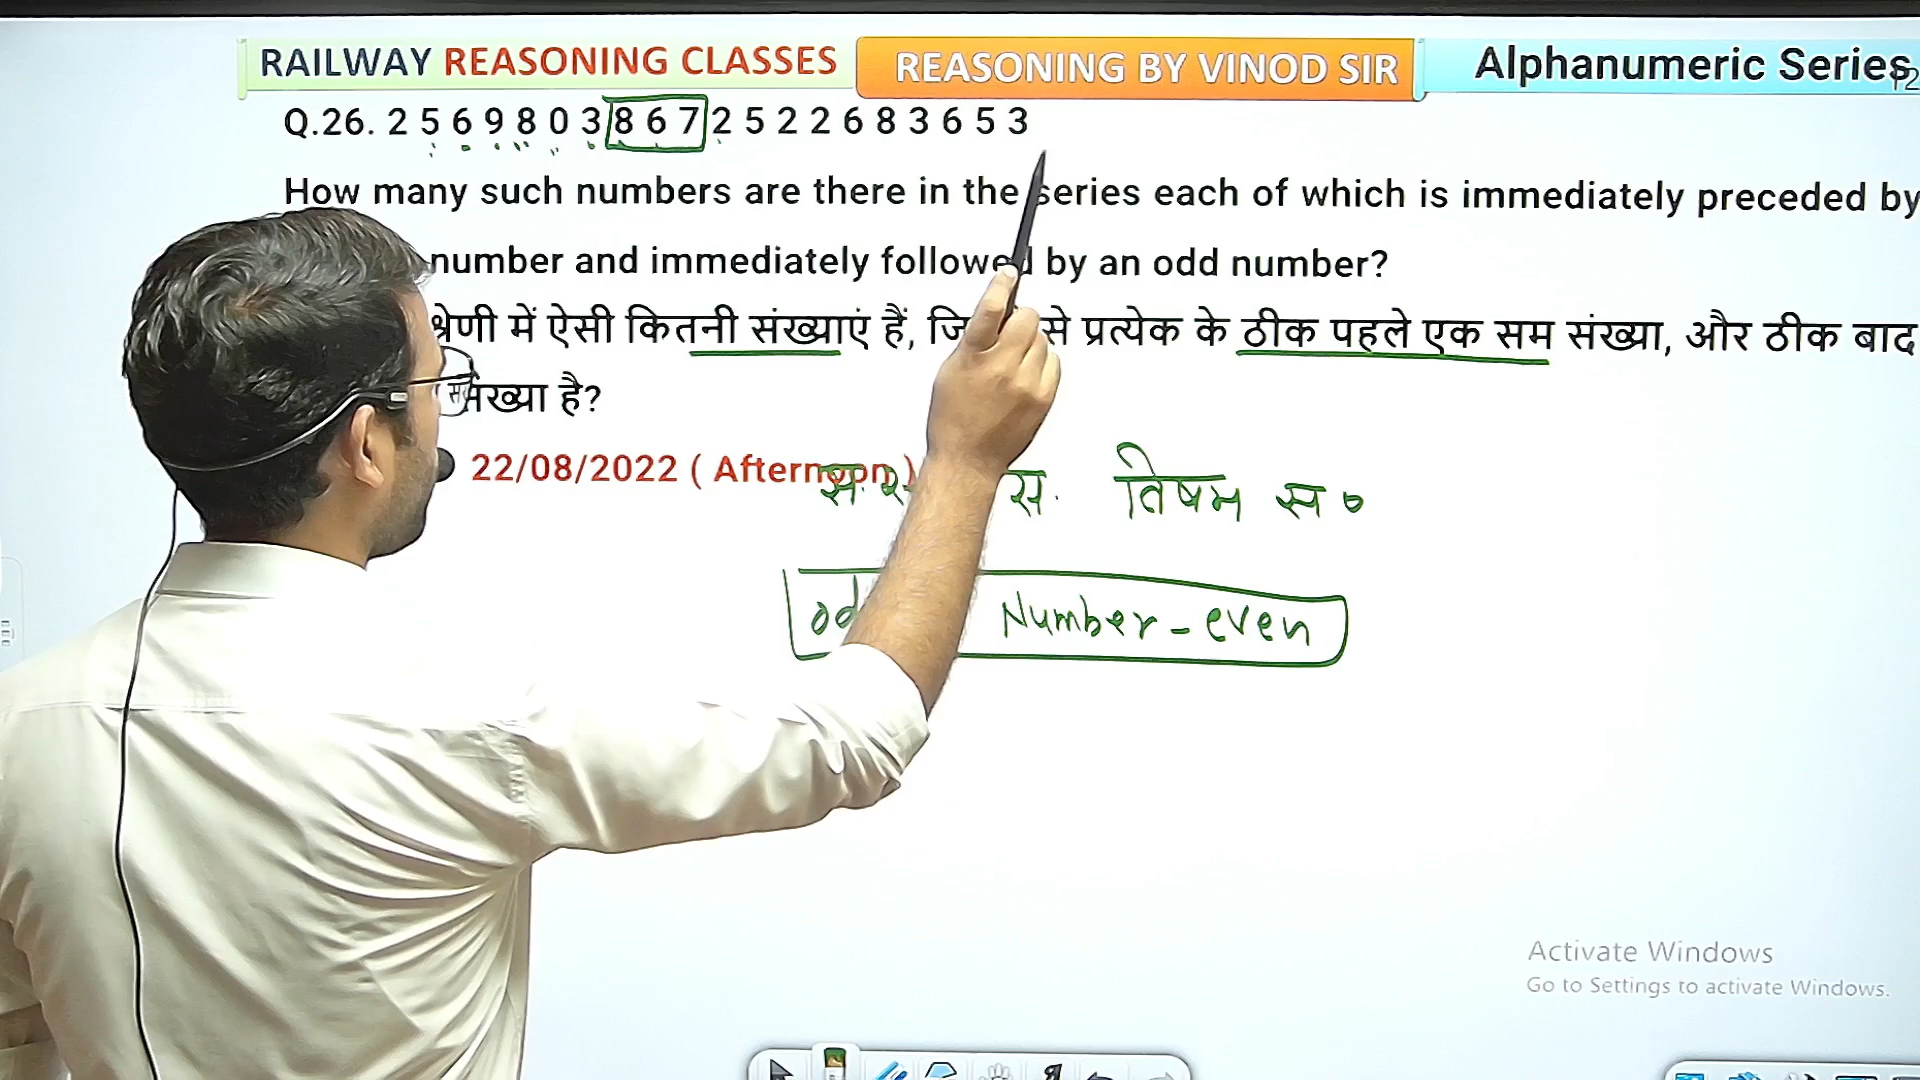 RAILWAY REASONING CLASSES
REASONING BY VINOD SIR
Alphanumeric Series
Q.26. 2 5 6 9 8 0 3 8 6 7 2 5 2 2 6 8 3 6 5 3
How many such numbers are there in the series each of which is immediately preceded by
number and immediately followed by an odd number?
श्रेणी में ऐसी कितनी संख्याएं हैं, से प्रत्येक के ठीक पहले एक सम संख्या, और ठीक बाद
संख्या है?
22/08/2022 ( Afternoon )
स. विषम स०
Number - even
Activate Windows
Go to Settings to activate Windows.